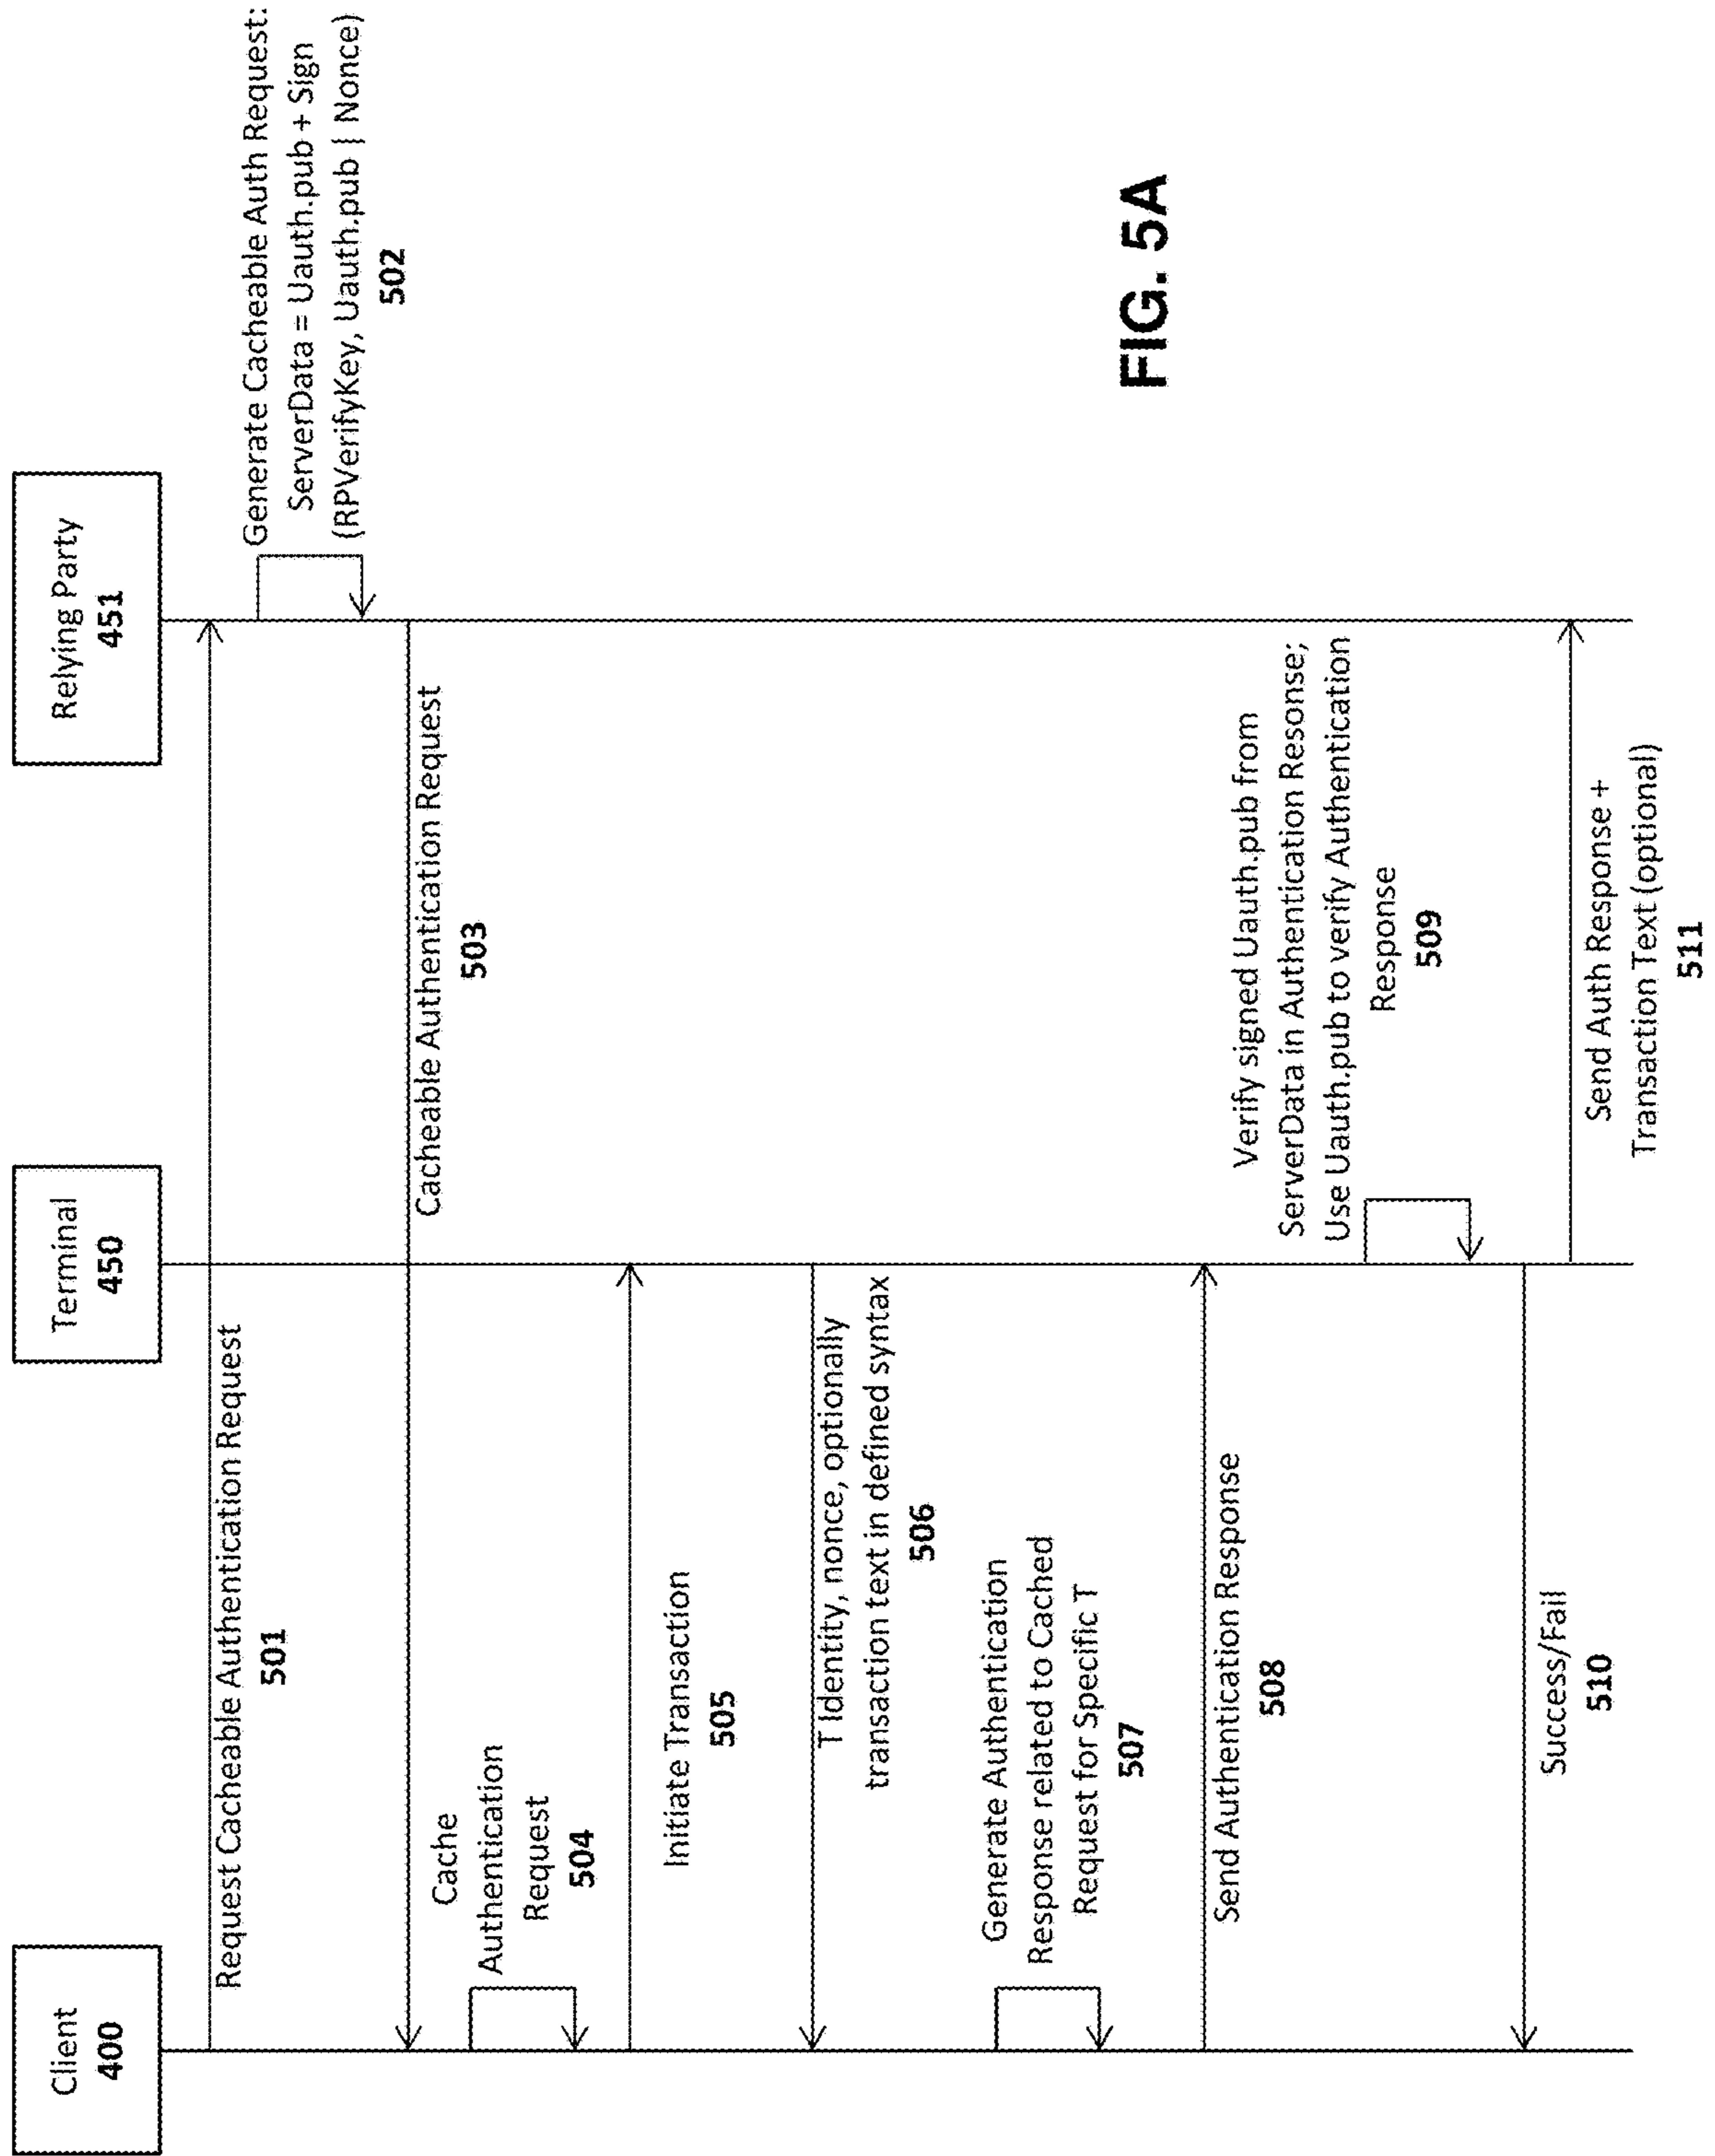 Client
400
Terminal
450
Relying Party
451
Request Cacheable Authentication Request
501
Generate Cacheable Auth Request:
ServerData = Uauth.pub + Sign
(RPVerifyKey, Uauth.pub | Nonce)
502
Cacheable Authentication Request
503
Cache
Authentication
Request
504
Initiate Transaction
505
T Identity, nonce, optionally
transaction text in defined syntax
506
Generate Authentication
Response related to Cached
Request for Specific T
507
Send Authentication Response
508
Verify signed Uauth.pub from
ServerData in Authentication Resonse;
Use Uauth.pub to verify Authentication
Response
509
Success/Fail
510
Send Auth Response +
Transaction Text (optional)
511
FIG. 5A